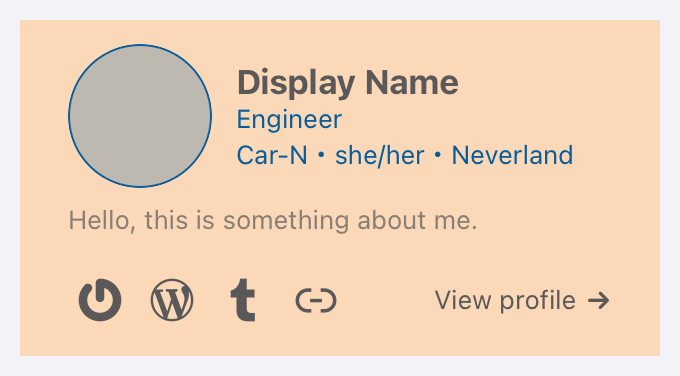 Display Name
Engineer
Car-N • she/her • Neverland
Hello, this is something about me.
View profile →